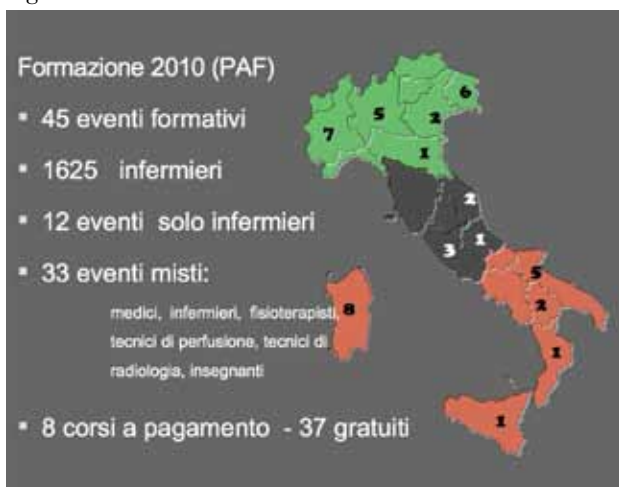 Formazione 2010 (PAF)
▪ 45 eventi formativi
▪ 1625 infermieri
▪ 12 eventi solo infermieri
▪ 33 eventi misti:
medici, infermieri, fisioterapisti,
tecnici di perfusione, tecnici di
radiologia, insegnanti
▪ 8 corsi a pagamento - 37 gratuiti
6
5
2
7
1
2
3
1
5
8
2
1
1